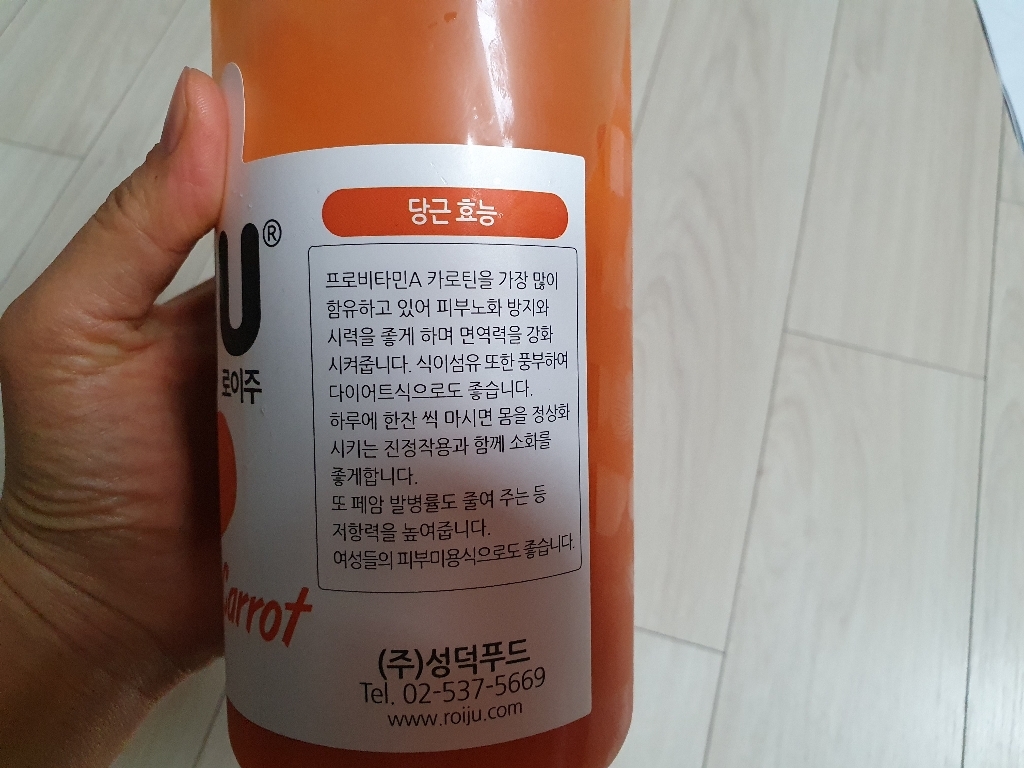 당근 효능
U®
로이주
프로비타민A 카로틴을 가장 많이
함유하고 있어 피부노화 방지와
시력을 좋게 하며 면역력을 강화
시켜줍니다. 식이섬유 또한 풍부하여
다이어트식으로도 좋습니다.
하루에 한잔 씩 마시면 몸을 정상화
시키는 진정작용과 함께 소화를
좋게합니다.
또 폐암 발병률도 줄여 주는 등
저항력을 높여줍니다.
여성들의 피부미용식으로도 좋습니다.
Carrot
(주)성덕푸드
Tel. 02-537-5669
www.roiju.com